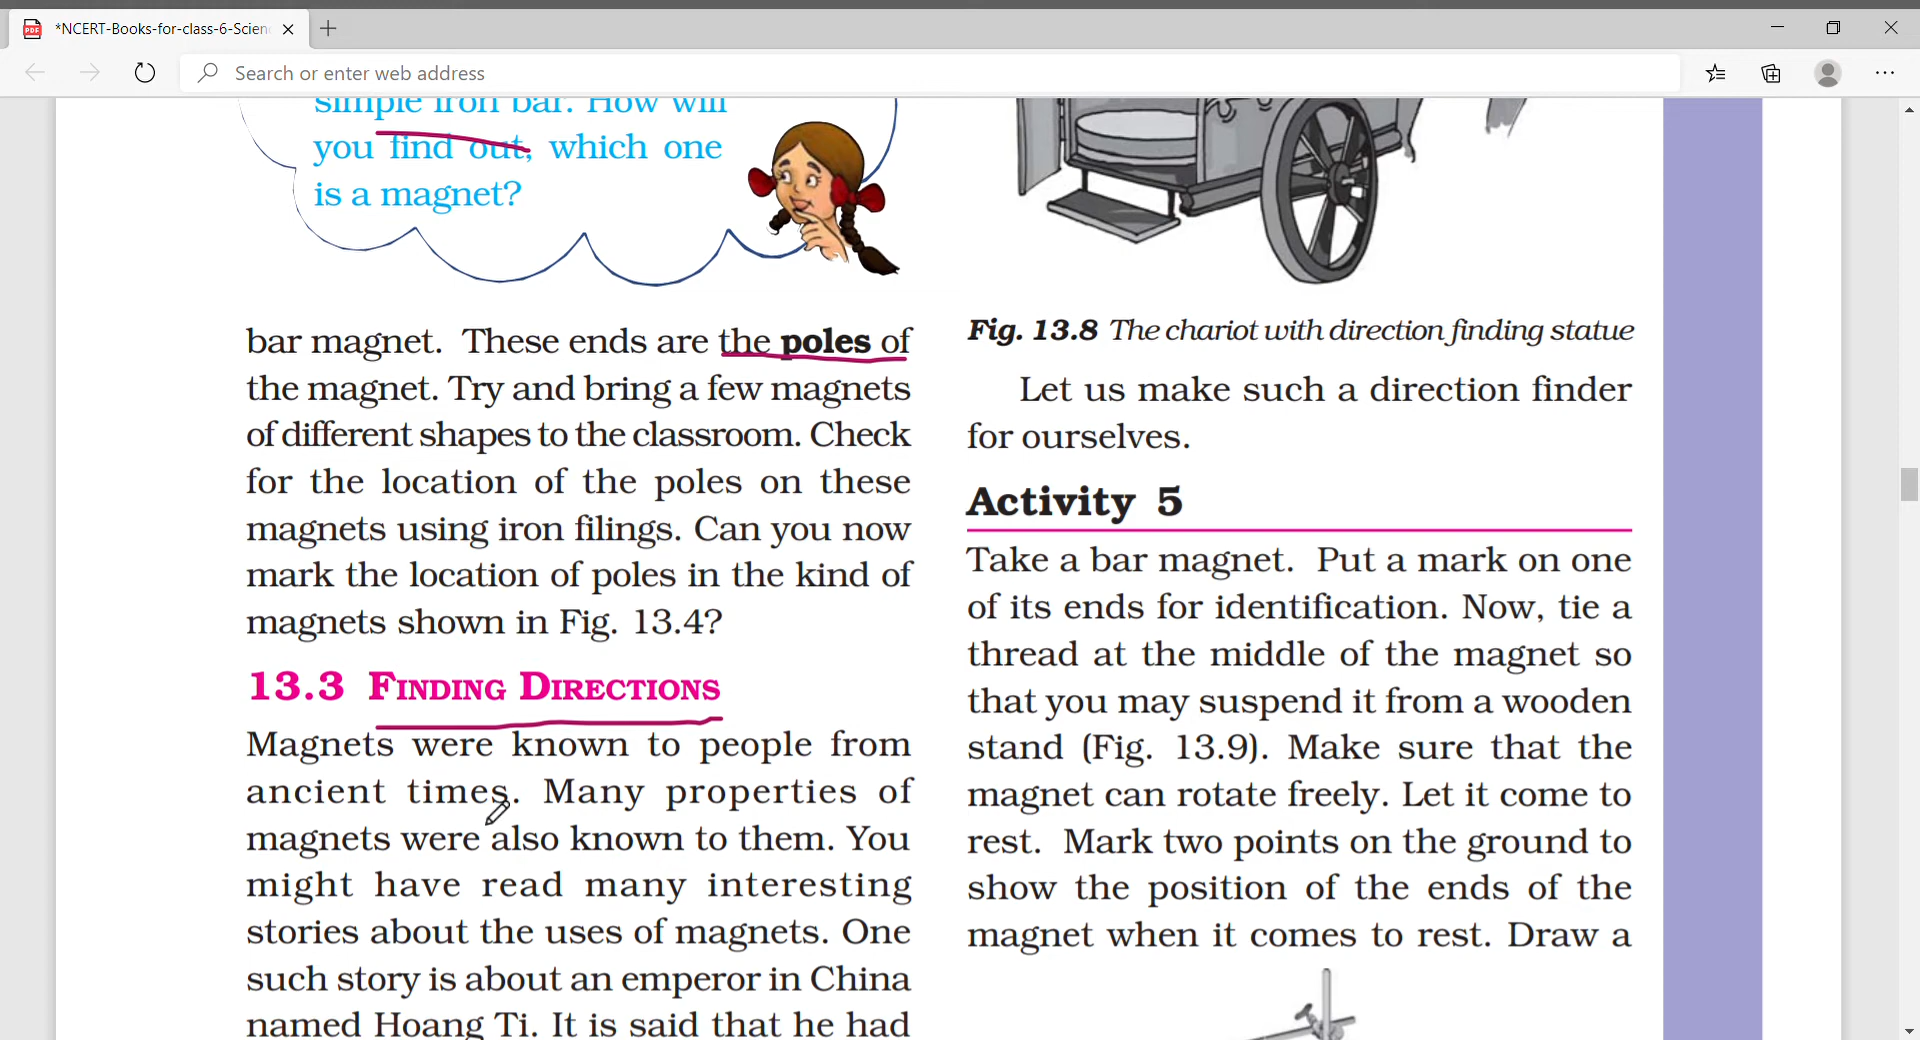 *NCERT-Books-for-class-6-Scien
Search or enter web address
simple iron bar. How will
you find out, which one
is a magnet?
bar magnet. These ends are the poles of
the magnet. Try and bring a few magnets
of different shapes to the classroom. Check
for the location of the poles on these
magnets using iron filings. Can you now
mark the location of poles in the kind of
magnets shown in Fig. 13.4?
13.3 FINDING DIRECTIONS
Magnets were known to people from
ancient times. Many properties of
magnets were also known to them. You
might have read many interesting
stories about the uses of magnets. One
such story is about an emperor in China
named Hoang Ti. It is said that he had
Fig. 13.8 The chariot with direction finding statue
Let us make such a direction finder
for ourselves.
Activity 5
Take a bar magnet. Put a mark on one
of its ends for identification. Now, tie a
thread at the middle of the magnet so
that you may suspend it from a wooden
stand (Fig. 13.9). Make sure that the
magnet can rotate freely. Let it come to
rest. Mark two points on the ground to
show the position of the ends of the
magnet when it comes to rest. Draw a